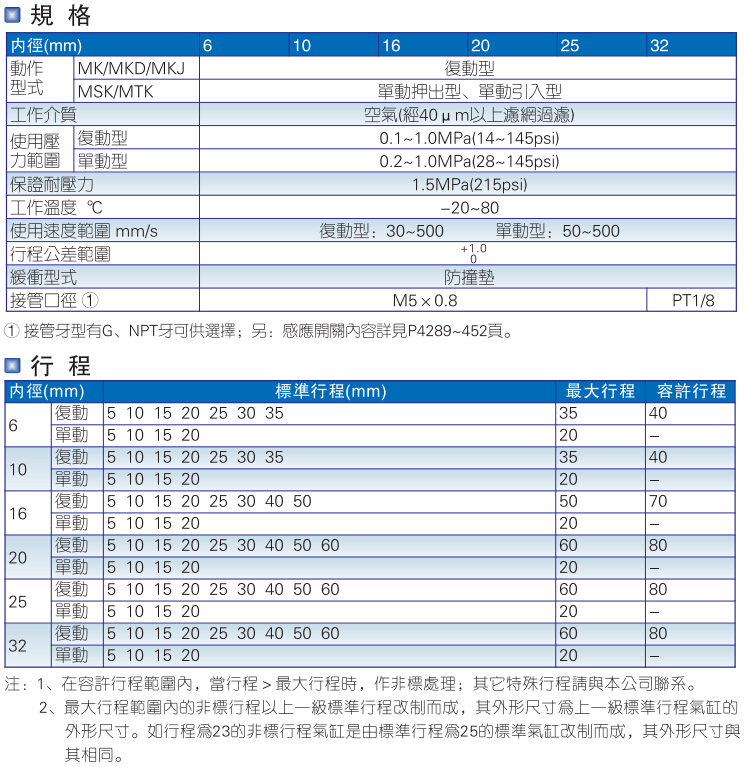 規 格
内徑(mm) 6 10 16 20 25 32
動作型式 MK/MKD/MKJ 復動型
MSK/MTK 單動押出型、單動引入型
工作介質 空氣(經40μm以上濾網過濾)
使用壓力範圍 復動型 0.1~1.0MPa(14~145psi)
單動型 0.2~1.0MPa(28~145psi)
保證耐壓力 1.5MPa(215psi)
工作溫度 ℃ −20~80
使用速度範圍 mm/s 復動型：30~500 單動型：50~500
行程公差範圍 +1.0 0
緩衝型式 防撞墊
接管口徑 ① M5×0.8 PT1/8
① 接管牙型有G、NPT牙可供選擇；另：感應開關內容詳見P4289~452頁。
行 程
内徑(mm) 標準行程(mm) 最大行程 容許行程
6 復動 5 10 15 20 25 30 35 35 40
單動 5 10 15 20 20 −
10 復動 5 10 15 20 25 30 35 35 40
單動 5 10 15 20 20 −
16 復動 5 10 15 20 25 30 40 50 50 70
單動 5 10 15 20 20 −
20 復動 5 10 15 20 25 30 40 50 60 60 80
單動 5 10 15 20 20 −
25 復動 5 10 15 20 25 30 40 50 60 60 80
單動 5 10 15 20 20 −
32 復動 5 10 15 20 25 30 40 50 60 60 80
單動 5 10 15 20 20 −
注：1、在容許行程範圍內，當行程＞最大行程時，作非標處理；其它特殊行程請與本公司聯系。
2、最大行程範圍內的非標行程以上一級標準行程改制而成，其外形尺寸爲上一級標準行程氣缸的
外形尺寸。如行程爲23的非標行程氣缸是由標準行程爲25的標準氣缸改制而成，其外形尺寸與
其相同。